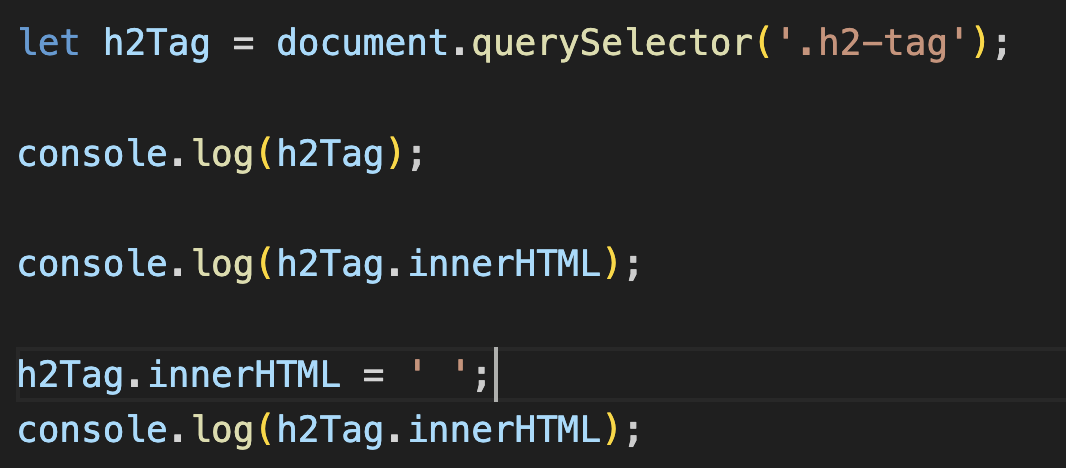 let h2Tag = document.querySelector('.h2-tag');
console.log(h2Tag);
console.log(h2Tag.innerHTML);
h2Tag.innerHTML = ' ';
console.log(h2Tag.innerHTML);